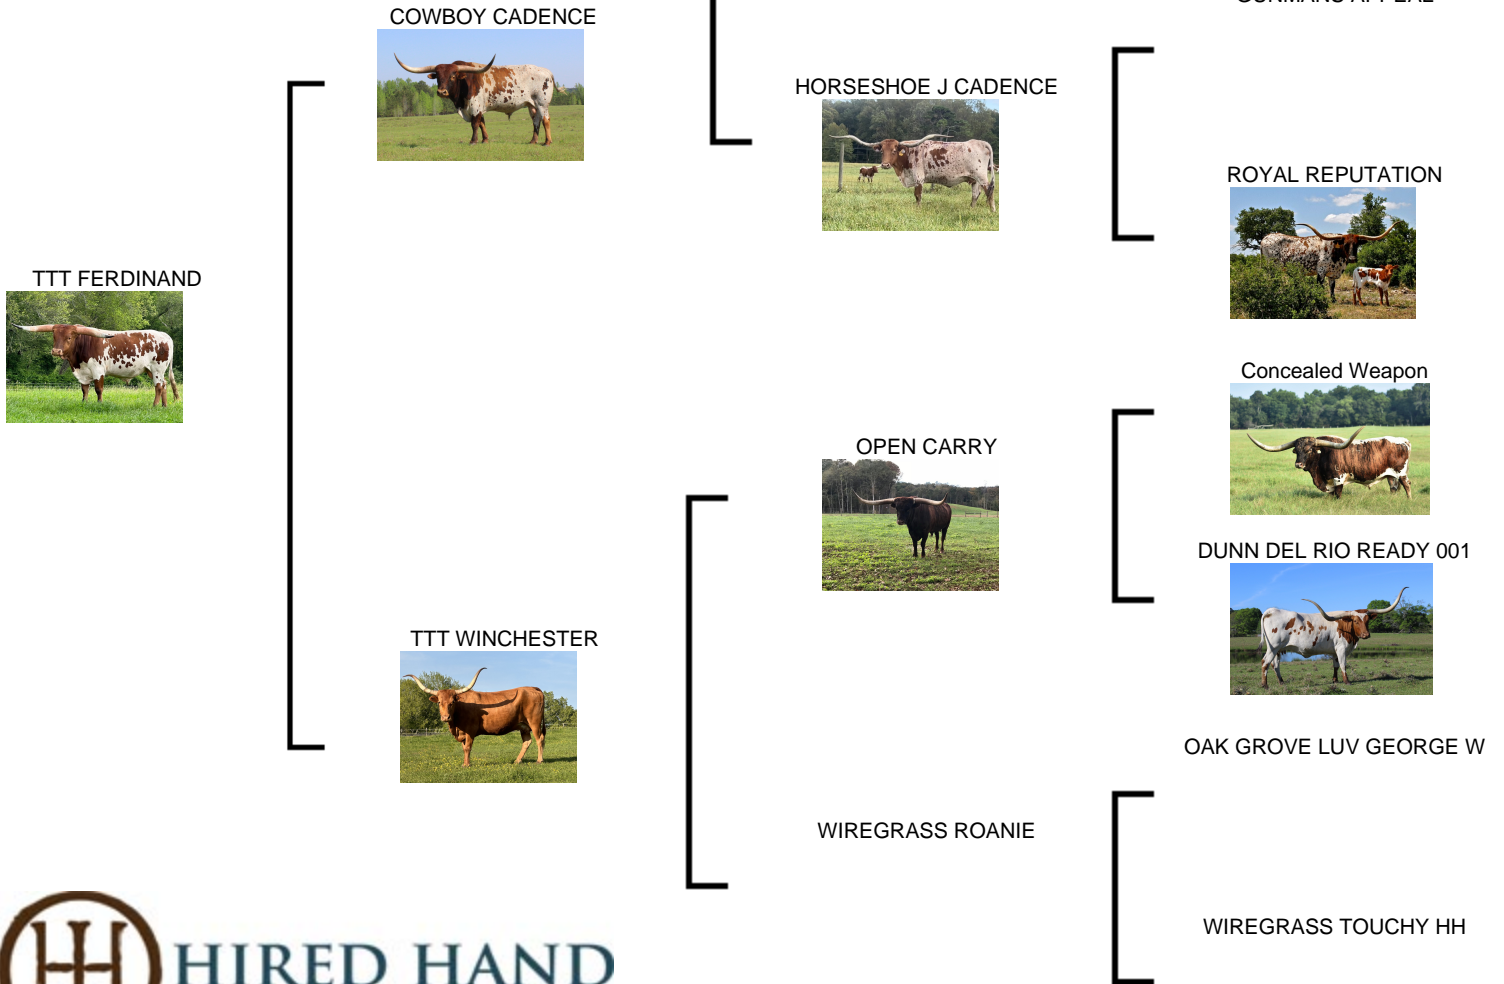 COWBOY CADENCE
HORSESHOE J CADENCE
ROYAL REPUTATION
TTT FERDINAND
Concealed Weapon
OPEN CARRY
DUNN DEL RIO READY 001
TTT WINCHESTER
OAK GROVE LUV GEORGE W
WIREGRASS ROANIE
WIREGRASS TOUCHY HH
HIRED HAND